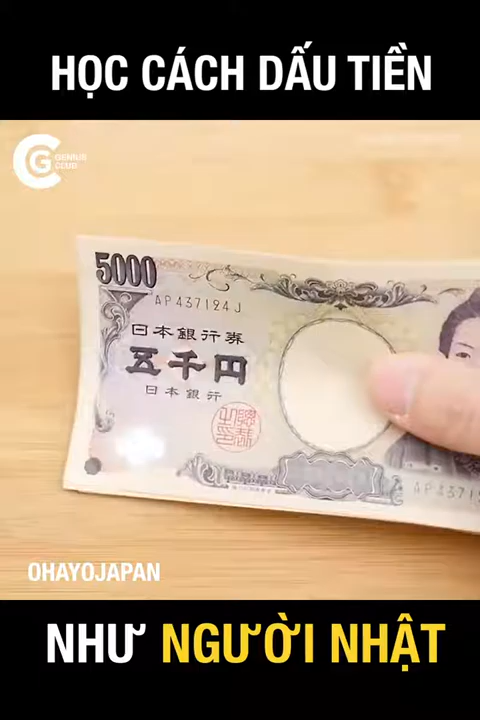 HỌC CÁCH DẤU TIỀN
GENIUS
CLUB
5000
AP437124J
日本銀行券
五千円
日本銀行
OHAYOJAPAN
NHƯ NGƯỜI NHẬT